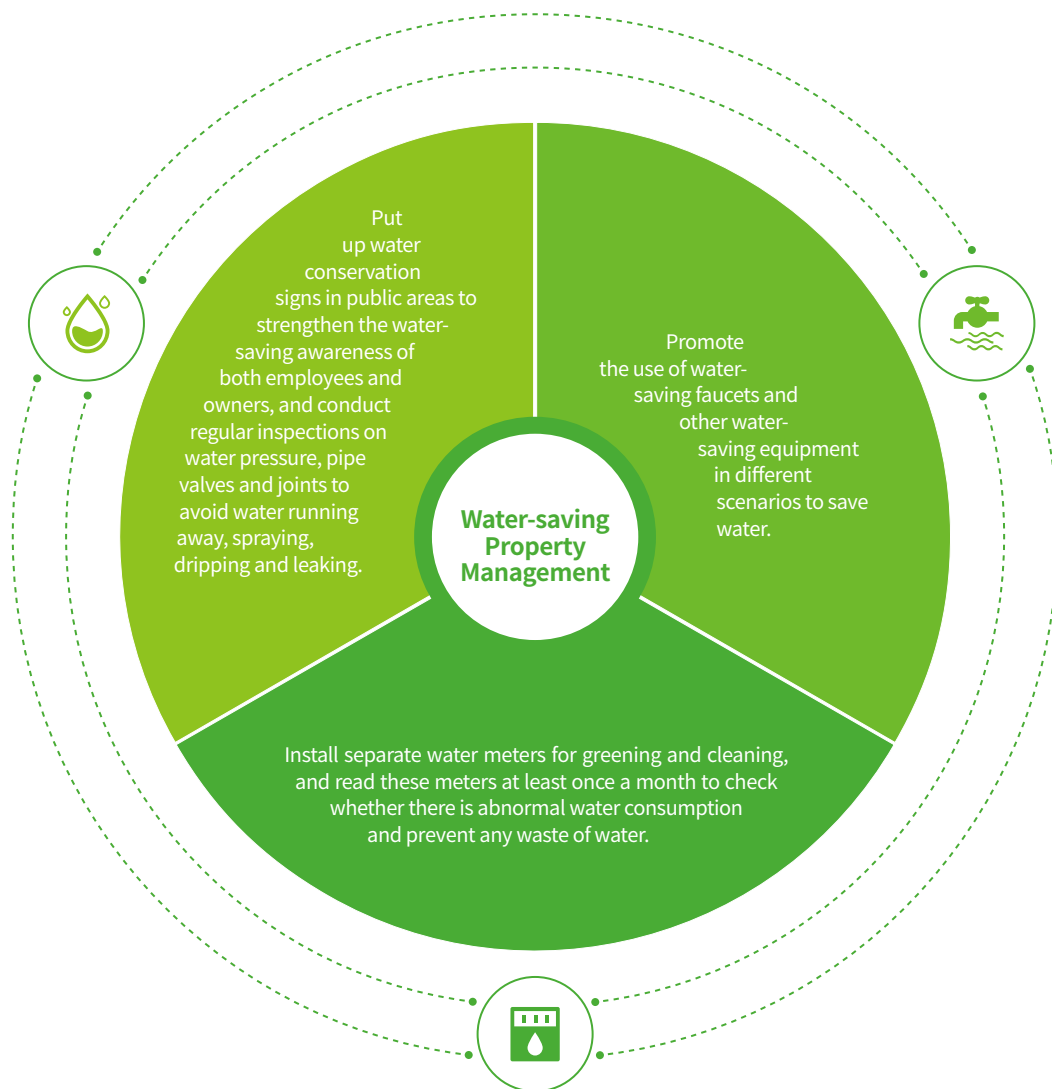 Put
up water
conservation
signs in public areas to
strengthen the water-
saving awareness of
both employees and
owners, and conduct
regular inspections on
water pressure, pipe
valves and joints to
avoid water running
away, spraying,
dripping and leaking.
Promote
the use of water-
saving faucets and
other water-
saving equipment
in different
scenarios to save
water.
Water-saving
Property
Management
Install separate water meters for greening and cleaning,
and read these meters at least once a month to check
whether there is abnormal water consumption
and prevent any waste of water.